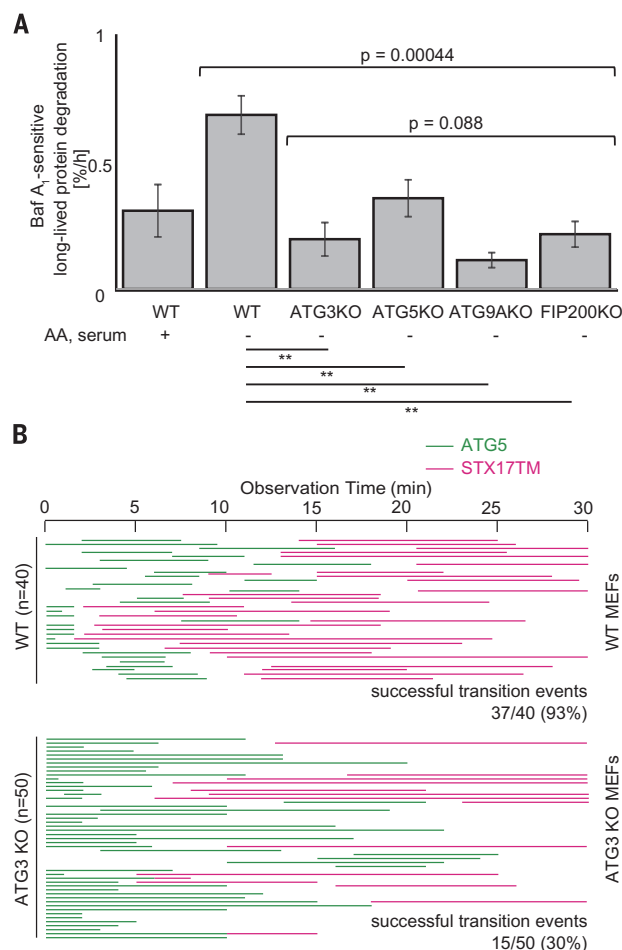 A
1
p = 0.00044
p = 0.088
Baf A1-sensitive
long-lived protein degradation
[%/h]
0.5
0
WT WT ATG3KO ATG5KO ATG9AKO FIP200KO
AA, serum + - - - - -
**
**
**
**
B
ATG5
STX17TM
Observation Time (min)
0 5 10 15 20 25 30
WT (n=40)
WT MEFs
successful transition events
37/40 (93%)
ATG3 KO (n=50)
ATG3 KO MEFs
successful transition events
15/50 (30%)